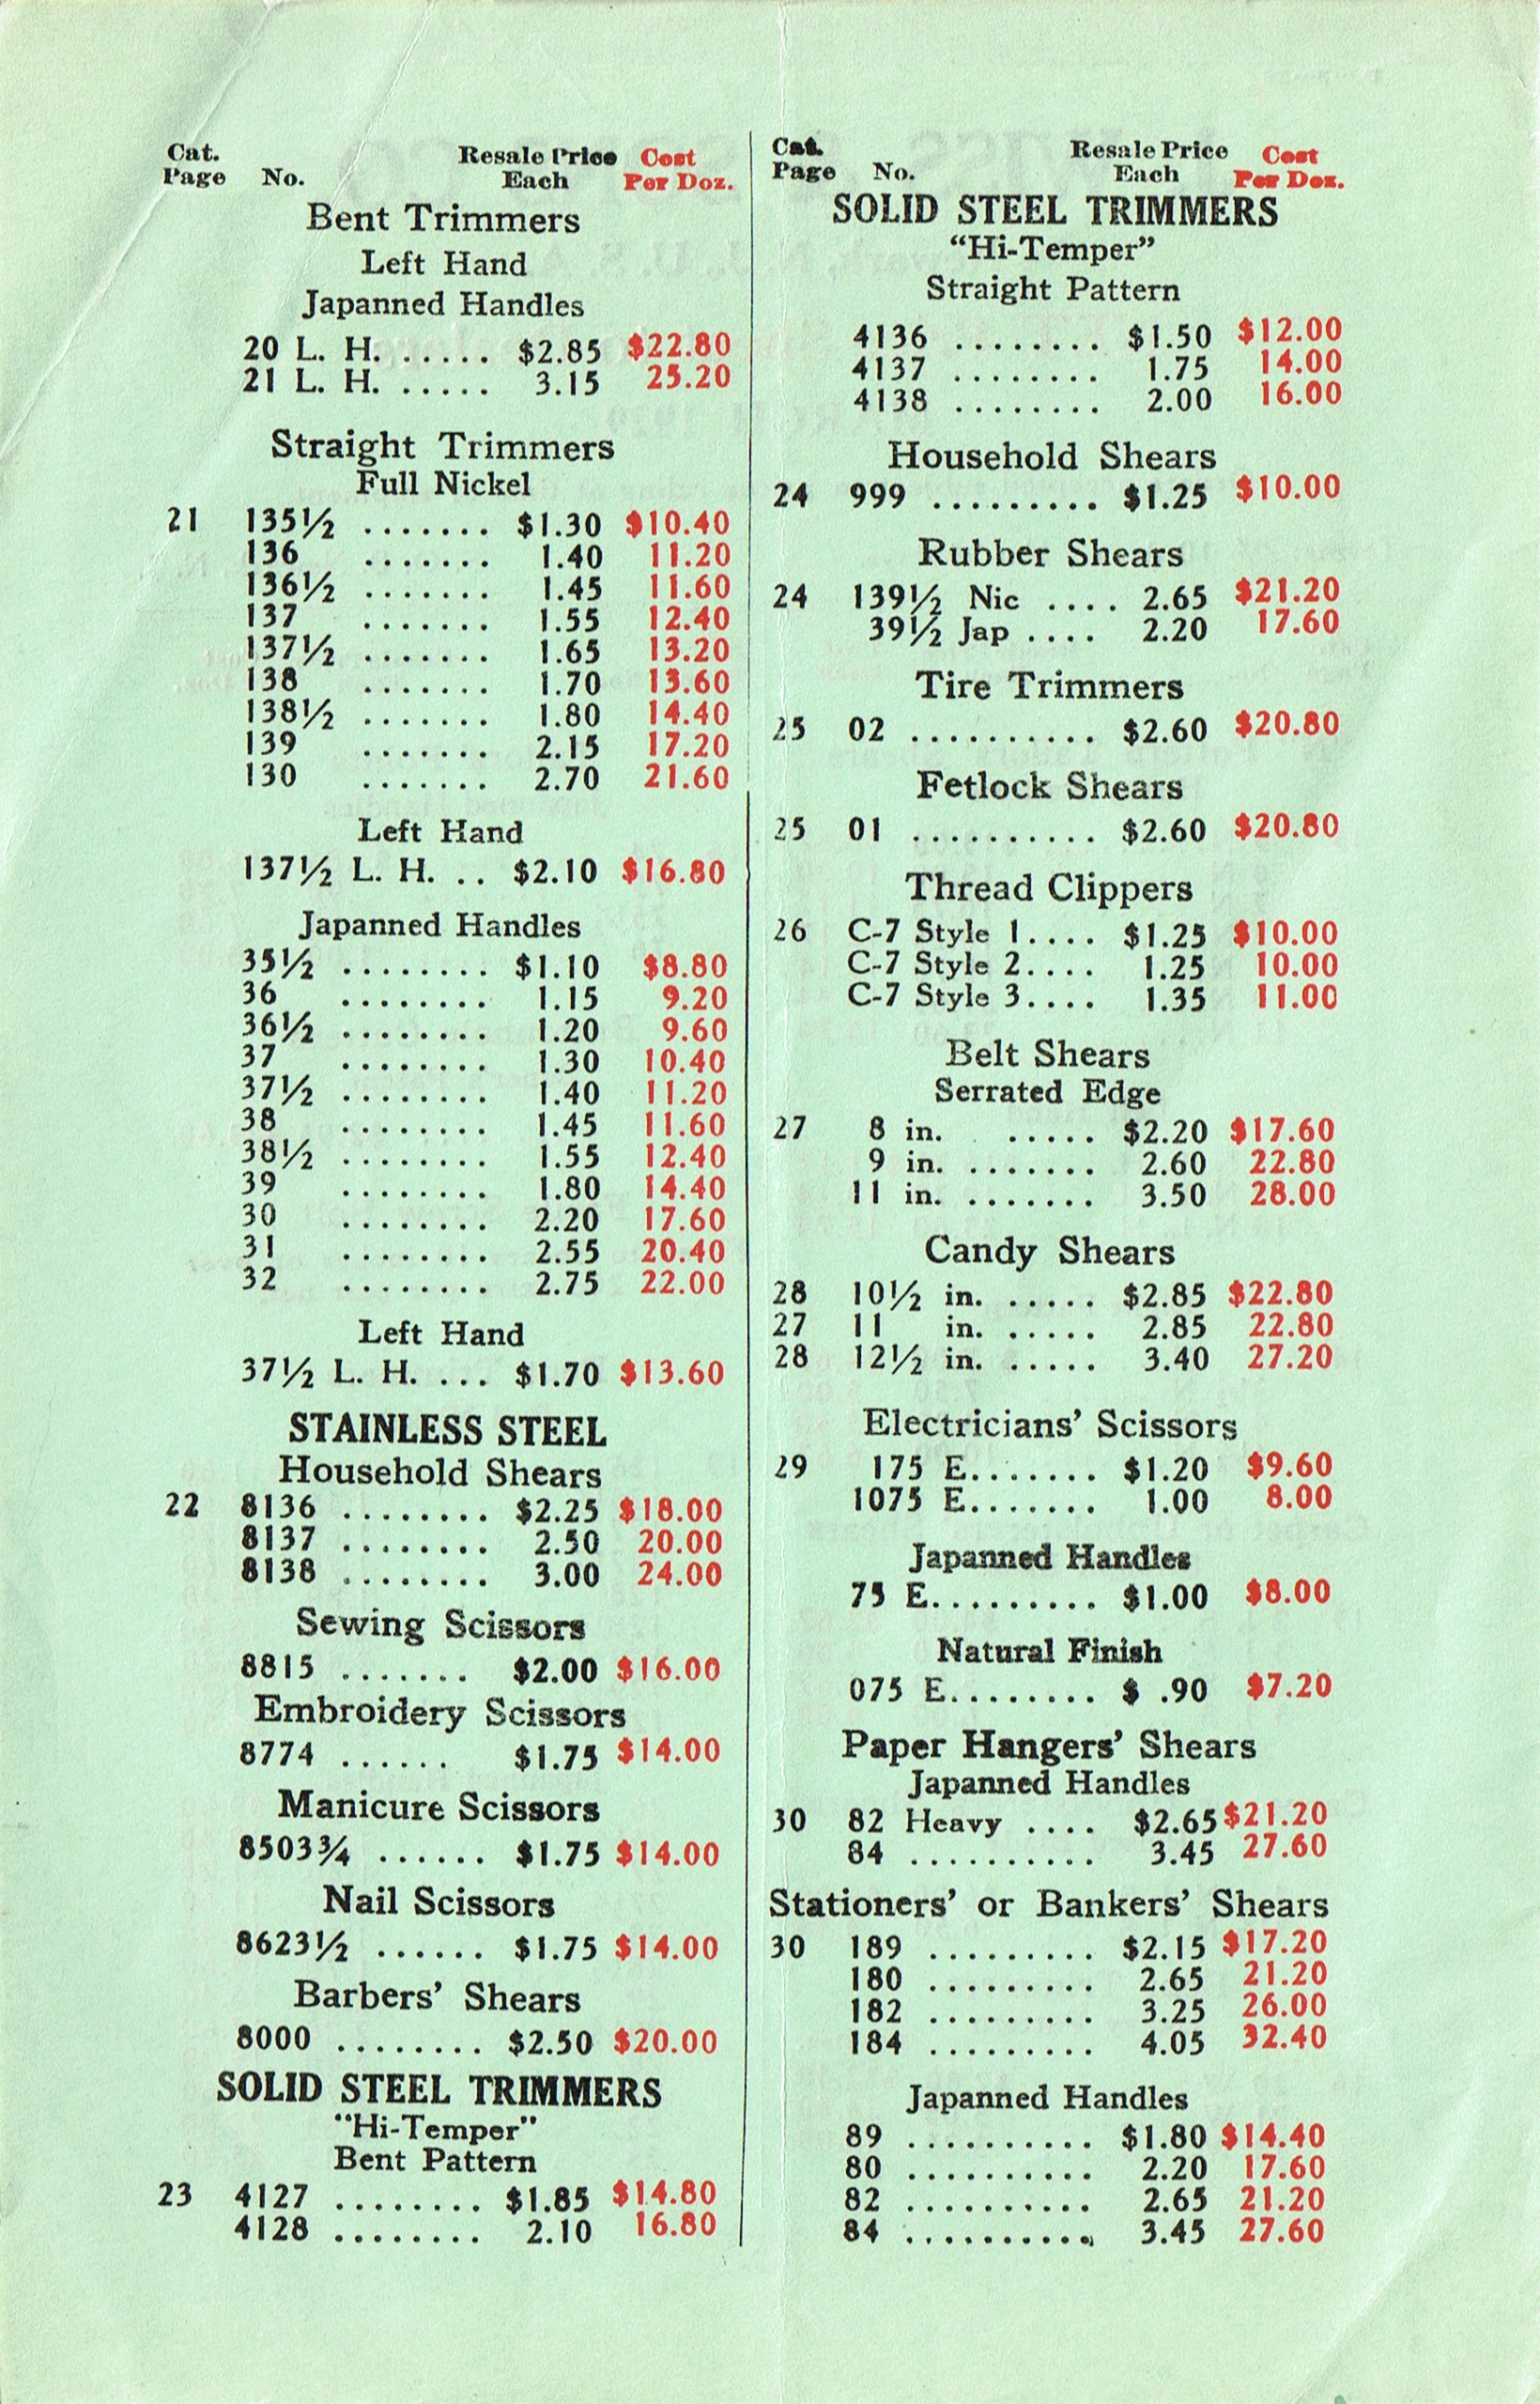 Cat. Page No. Resale Price Each Cost Per Doz.
Bent Trimmers
Left Hand
Japanned Handles
20 L. H. ..... $2.85 $22.80
21 L. H. ..... 3.15 25.20
Straight Trimmers
Full Nickel
21 135½ ....... $1.30 $10.40
136 ....... 1.40 11.20
136½ ....... 1.45 11.60
137 ....... 1.55 12.40
137½ ....... 1.65 13.20
138 ....... 1.70 13.60
138½ ....... 1.80 14.40
139 ....... 2.15 17.20
130 ....... 2.70 21.60
Left Hand
137½ L. H. .. $2.10 $16.80
Japanned Handles
35½ ........ $1.10 $8.80
36 ........ 1.15 9.20
36½ ........ 1.20 9.60
37 ........ 1.30 10.40
37½ ........ 1.40 11.20
38 ........ 1.45 11.60
38½ ........ 1.55 12.40
39 ........ 1.80 14.40
30 ........ 2.20 17.60
31 ........ 2.55 20.40
32 ........ 2.75 22.00
Left Hand
37½ L. H. ... $1.70 $13.60
STAINLESS STEEL
Household Shears
22 8136 ........ $2.25 $18.00
8137 ........ 2.50 20.00
8138 ........ 3.00 24.00
Sewing Scissors
8815 ....... $2.00 $16.00
Embroidery Scissors
8774 ...... $1.75 $14.00
Manicure Scissors
8503¾ ...... $1.75 $14.00
Nail Scissors
8623½ ...... $1.75 $14.00
Barbers' Shears
8000 ........ $2.50 $20.00
SOLID STEEL TRIMMERS
"Hi-Temper"
Bent Pattern
23 4127 ........ $1.85 $14.80
4128 ........ 2.10 16.80
Cat. Page No. Resale Price Each Cost Per Doz.
SOLID STEEL TRIMMERS
"Hi-Temper"
Straight Pattern
4136 ........ $1.50 $12.00
4137 ........ 1.75 14.00
4138 ........ 2.00 16.00
Household Shears
24 999 ......... $1.25 $10.00
Rubber Shears
24 139½ Nic .... 2.65 $21.20
39½ Jap .... 2.20 17.60
Tire Trimmers
25 02 .......... $2.60 $20.80
Fetlock Shears
25 01 .......... $2.60 $20.80
Thread Clippers
26 C-7 Style 1.... $1.25 $10.00
C-7 Style 2.... 1.25 10.00
C-7 Style 3.... 1.35 11.00
Belt Shears
Serrated Edge
27 8 in. ..... $2.20 $17.60
9 in. ....... 2.60 22.80
11 in. ....... 3.50 28.00
Candy Shears
28 10½ in. ..... $2.85 $22.80
27 11 in. ..... 2.85 22.80
28 12½ in. ..... 3.40 27.20
Electricians' Scissors
29 175 E....... $1.20 $9.60
1075 E....... 1.00 8.00
Japanned Handles
75 E......... $1.00 $8.00
Natural Finish
075 E........ $ .90 $7.20
Paper Hangers' Shears
Japanned Handles
30 82 Heavy .... $2.65 $21.20
84 .......... 3.45 27.60
Stationers' or Bankers' Shears
30 189 ......... $2.15 $17.20
180 ......... 2.65 21.20
182 ......... 3.25 26.00
184 ......... 4.05 32.40
Japanned Handles
89 .......... $1.80 $14.40
80 .......... 2.20 17.60
82 .......... 2.65 21.20
84 .......... 3.45 27.60